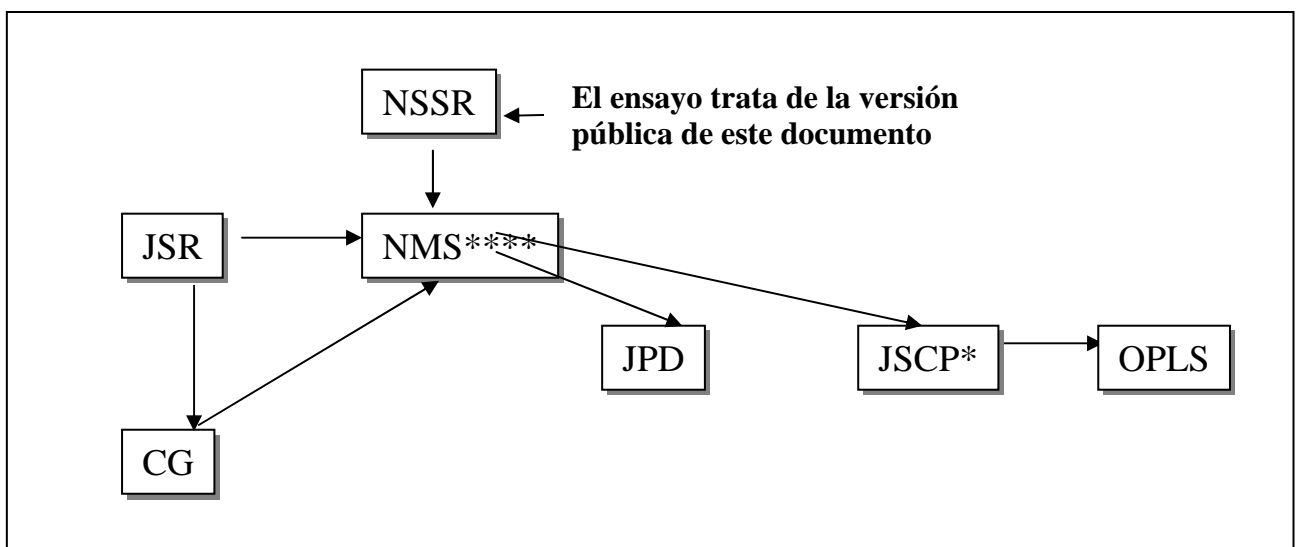 NSSR
El ensayo trata de la versión
pública de este documento
JSR
NMS****
JPD
JSCP*
OPLS
CG